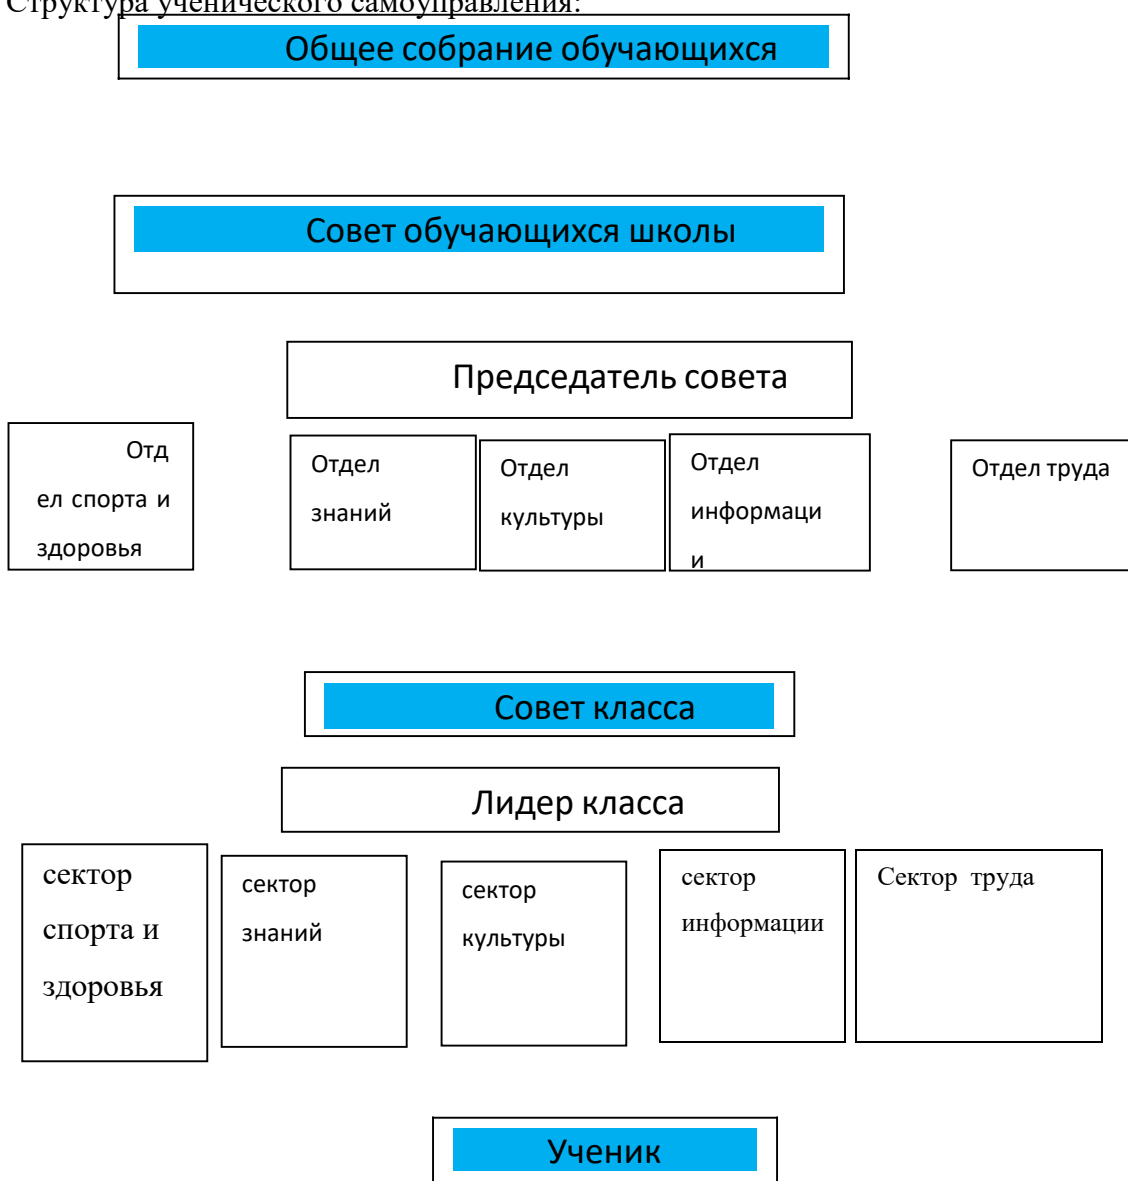 Структура ученического самоуправления:
Общее собрание обучающихся
Совет обучающихся школы
Председатель совета
Отд
ел спорта и
здоровья
Отдел
знаний
Отдел
культуры
Отдел
информаци
и
Отдел труда
Совет класса
Лидер класса
сектор
спорта и
здоровья
сектор
знаний
сектор
культуры
сектор
информации
Сектор труда
Ученик